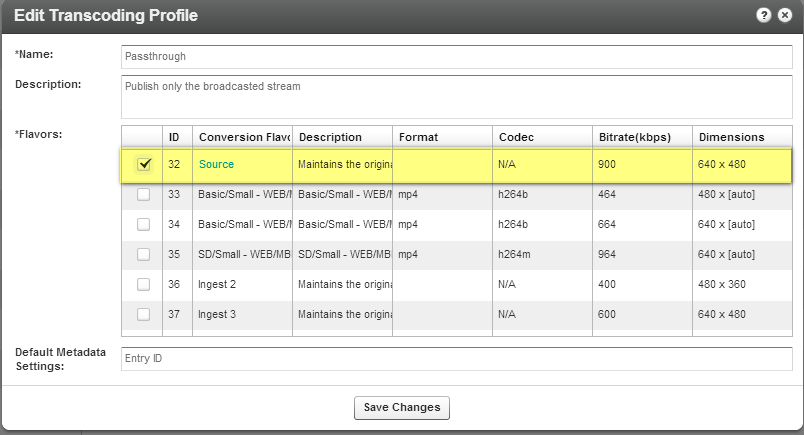 Edit Transcoding Profile
*Name: Passthrough
Description: Publish only the broadcasted stream
*Flavors: ID Conversion Flavo Description Format Codec Bitrate(kbps) Dimensions
32 Source Maintains the origina N/A 900 640 x 480
33 Basic/Small - WEB/M Basic/Small - WEB/M mp4 h264b 464 480 x [auto]
34 Basic/Small - WEB/M Basic/Small - WEB/M mp4 h264b 664 640 x [auto]
35 SD/Small - WEB/MB SD/Small - WEB/MB mp4 h264m 964 640 x [auto]
36 Ingest 2 Maintains the origina N/A 400 480 x 360
37 Ingest 3 Maintains the origina N/A 600 640 x 480
Default Metadata
Settings: Entry ID
Save Changes